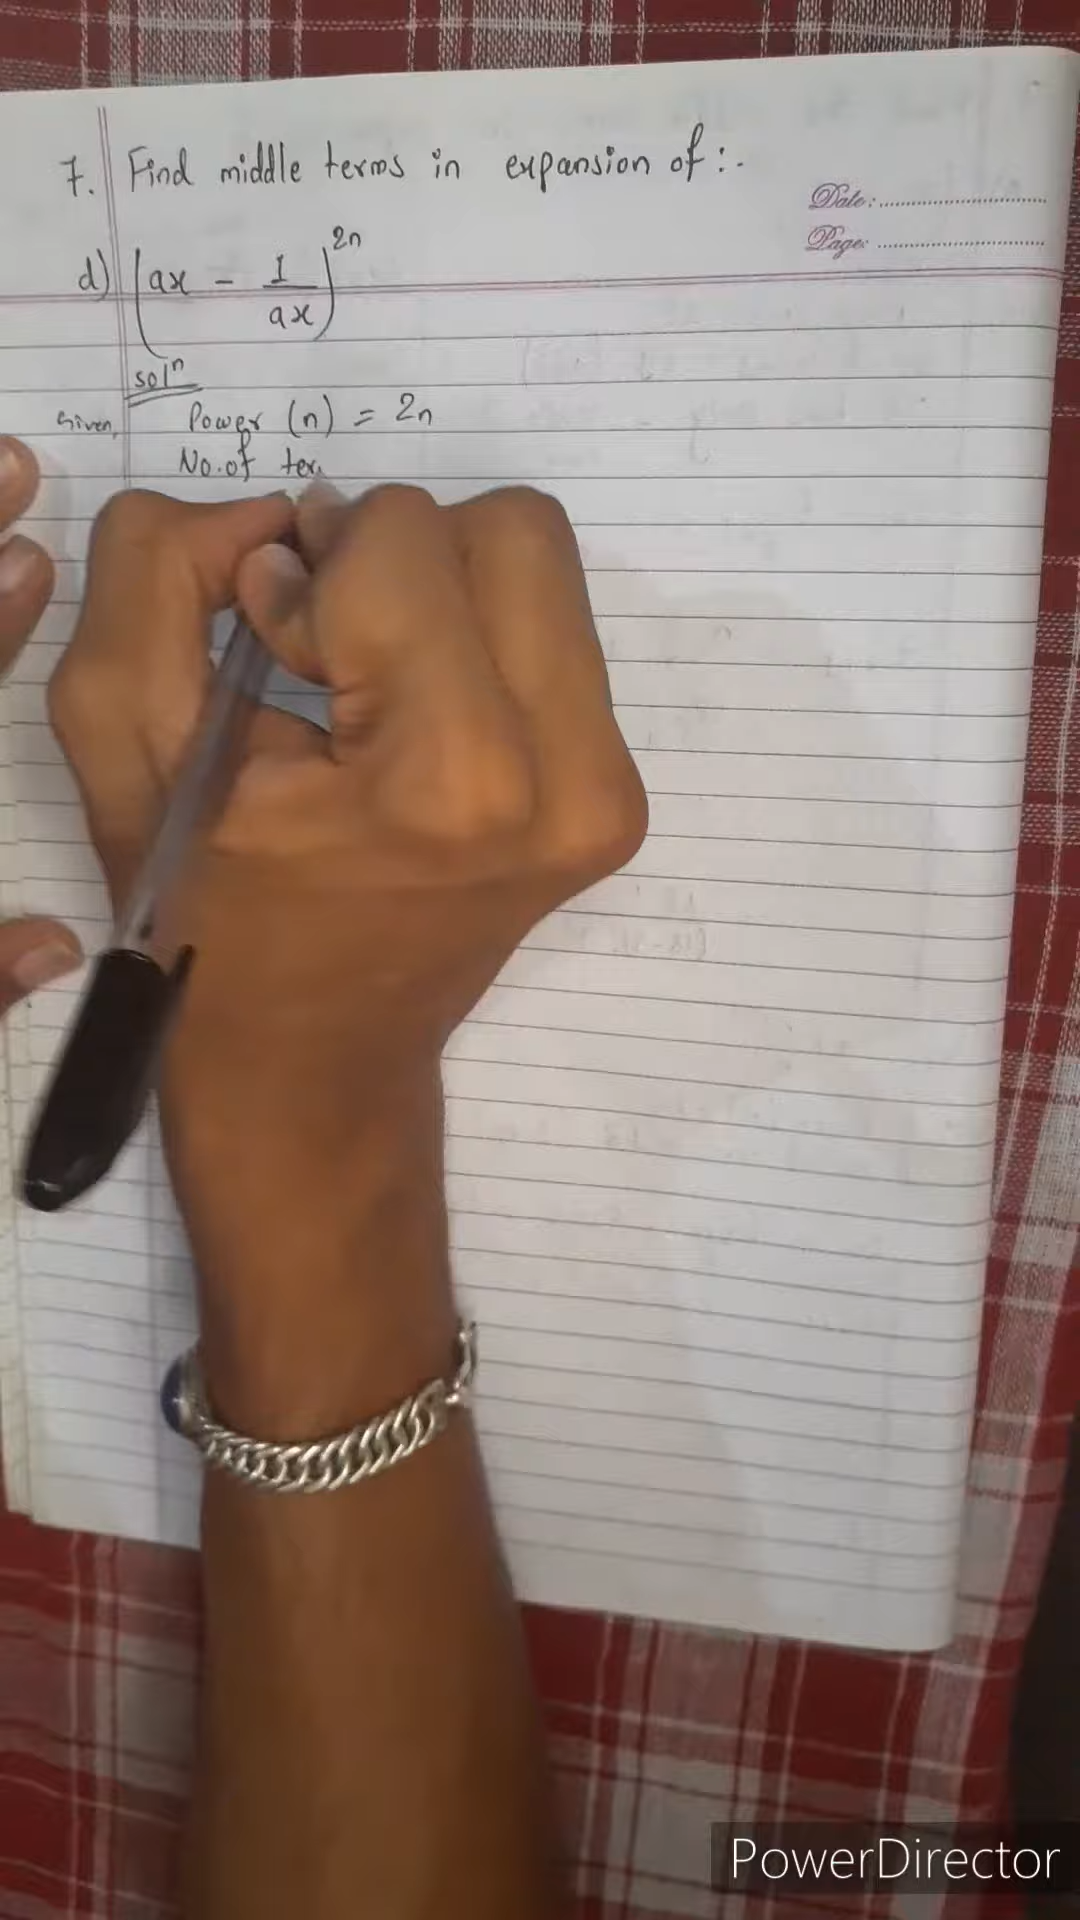 7. Find middle terms in expansion of :-
Date:
Page:
d) (ax - 1/ax)^2n
solⁿ
Given, Power (n) = 2n
No. of ter
PowerDirector